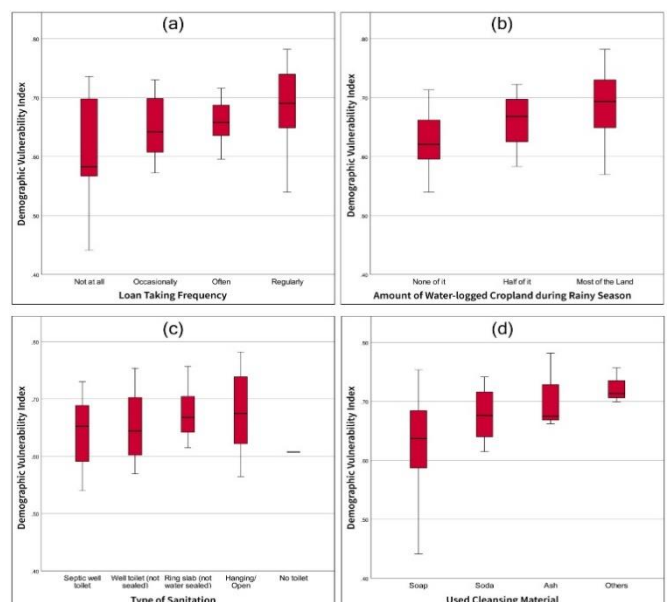 (a)
Demographic Vulnerability Index
.80
.70
.60
.50
.40
Not at all
Occasionally
Often
Regularly
Loan Taking Frequency
(b)
Demographic Vulnerability Index
.80
.70
.60
.50
.40
None of it
Half of it
Most of the Land
Amount of Water-logged Cropland during Rainy Season
(c)
Demographic Vulnerability Index
.80
.70
.60
.50
.40
Septic well
toilet
Well toilet (not
sealed)
Ring slab (not
water sealed)
Hanging/
Open
No toilet
Type of Sanitation
(d)
Demographic Vulnerability Index
.80
.70
.60
.50
.40
Soap
Soda
Ash
Others
Used Cleansing Material